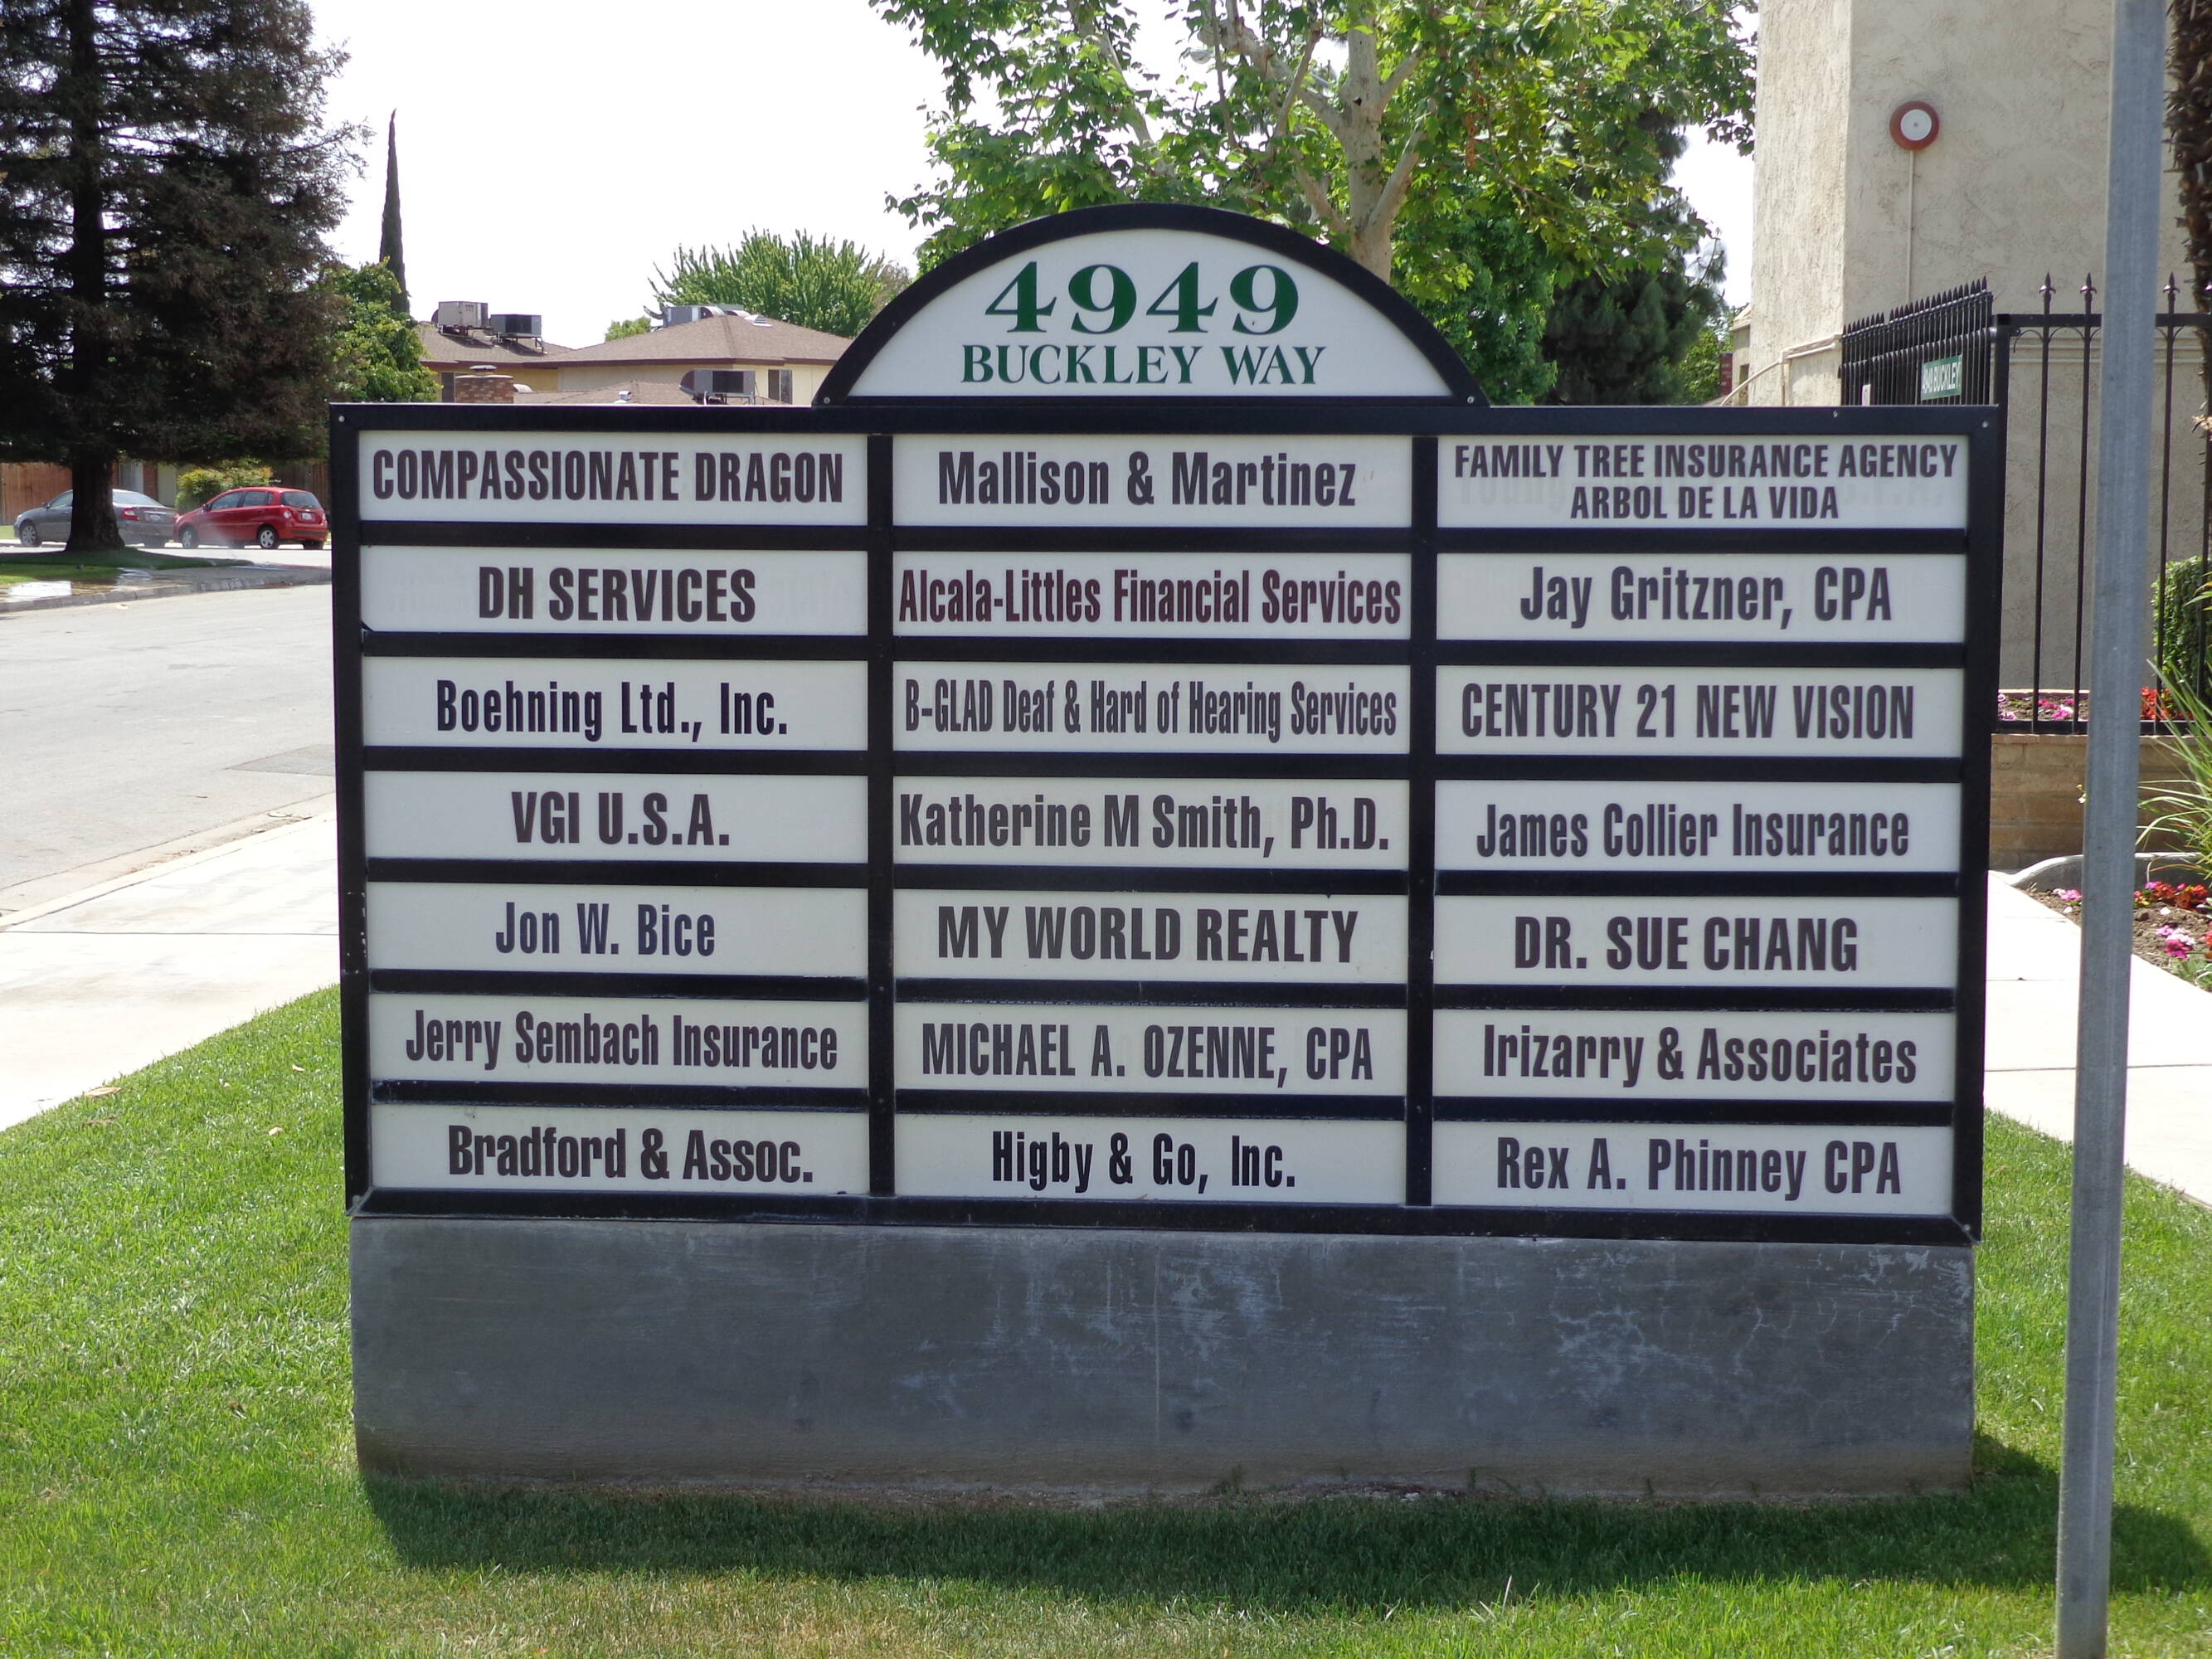 4949
BUCKLEY WAY
COMPASSIONATE DRAGON
DH SERVICES
Boehning Ltd., Inc.
VGI U.S.A.
Jon W. Bice
Jerry Sembach Insurance
Bradford & Assoc.
Mallison & Martinez
Alcala-Littles Financial Services
B-GLAD Deaf & Hard of Hearing Services
Katherine M Smith, Ph.D.
MY WORLD REALTY
MICHAEL A. OZENNE, CPA
Higby & Go, Inc.
FAMILY TREE INSURANCE AGENCY
ARBOL DE LA VIDA
Jay Gritzner, CPA
CENTURY 21 NEW VISION
James Collier Insurance
DR. SUE CHANG
Irizarry & Associates
Rex A. Phinney CPA
BUCKLEY